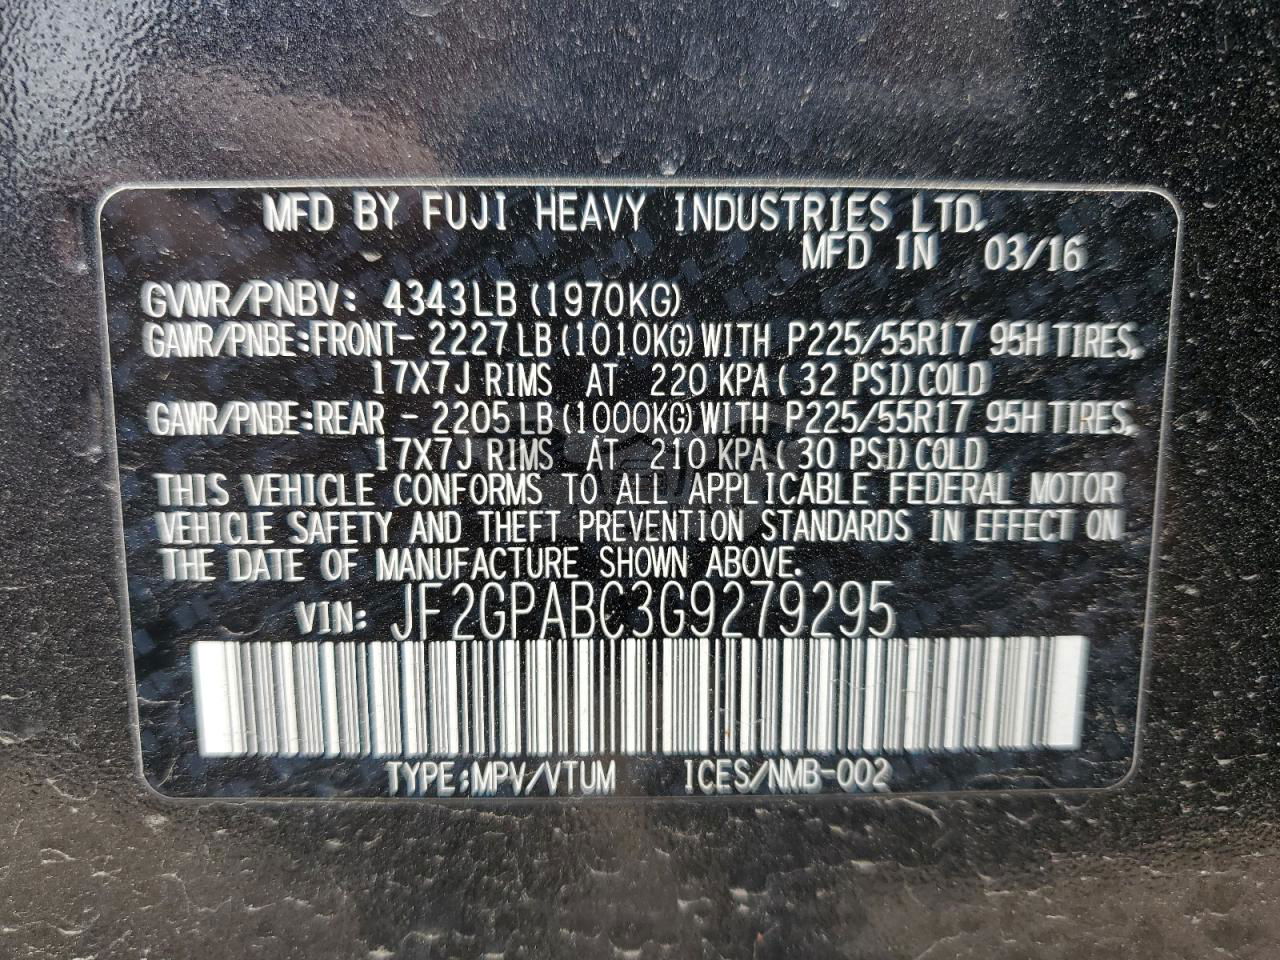 MFD BY FUJI HEAVY INDUSTRIES LTD.
MFD IN 03/16
GVWR/PNBV: 4343LB (1970KG)
GAWR/PNBE:FRONT- 2227LB (1010KG) WITH P225/55R17 95H TIRES,
17X7J RIMS AT 220 KPA ( 32 PSI) COLD
GAWR/PNBE:REAR - 2205LB (1000KG) WITH P225/55R17 95H TIRES,
17X7J RIMS AT 210 KPA ( 30 PSI) COLD
THIS VEHICLE CONFORMS TO ALL APPLICABLE FEDERAL MOTOR
VEHICLE SAFETY AND THEFT PREVENTION STANDARDS IN EFFECT ON
THE DATE OF MANUFACTURE SHOWN ABOVE.
VIN: JF2GPABC3G9279295
TYPE:MPV/VTUM ICES/NMB-002